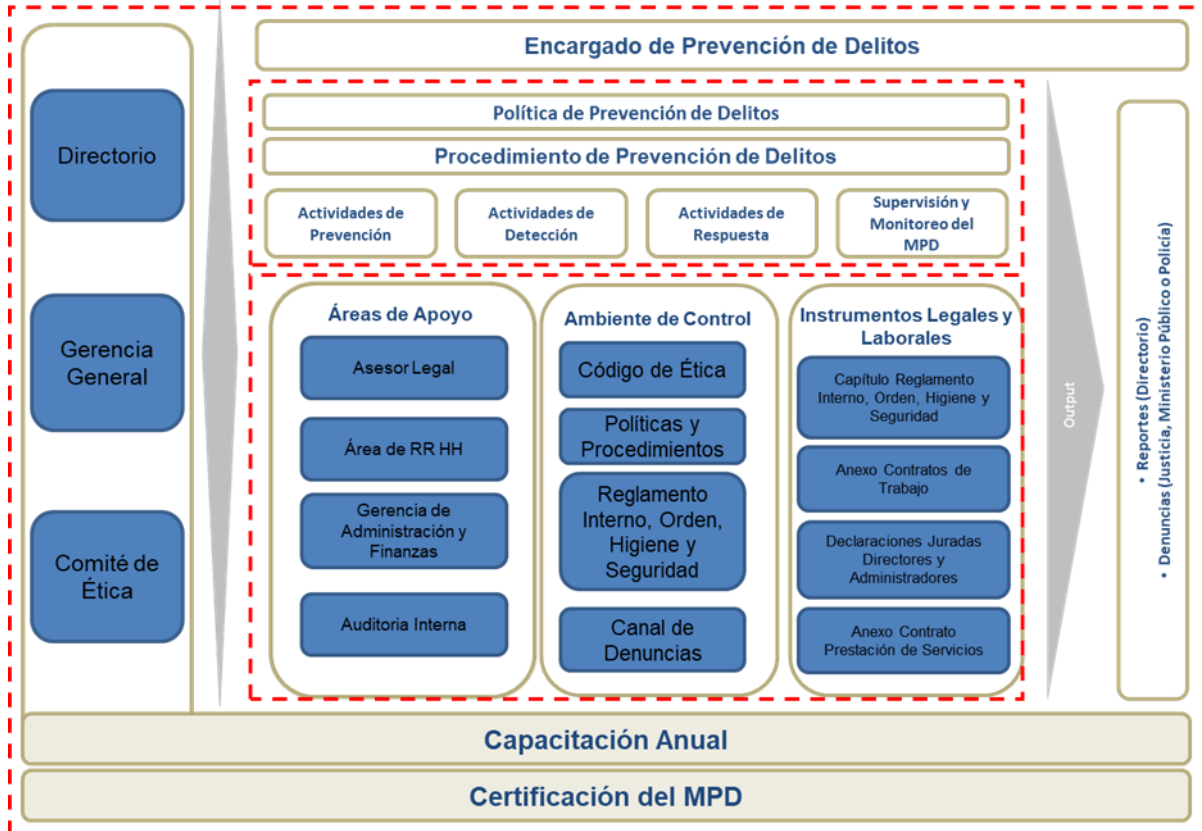 Encargado de Prevención de Delitos
Directorio
Gerencia
General
Comité de
Ética
Política de Prevención de Delitos
Procedimiento de Prevención de Delitos
Actividades de
Prevención
Actividades de
Detección
Actividades de
Respuesta
Supervisión y
Monitoreo del
MPD
Áreas de Apoyo
Asesor Legal
Área de RR HH
Gerencia de
Administración y
Finanzas
Auditoria Interna
Ambiente de Control
Código de Ética
Políticas y
Procedimientos
Reglamento
Interno, Orden,
Higiene y
Seguridad
Canal de
Denuncias
Instrumentos Legales y
Laborales
Capítulo Reglamento
Interno, Orden, Higiene y
Seguridad
Anexo Contratos de
Trabajo
Declaraciones Juradas
Directores y
Administradores
Anexo Contrato
Prestación de Servicios
Output
• Reportes (Directorio)
• Denuncias (Justicia, Ministerio Público o Policía)
Capacitación Anual
Certificación del MPD